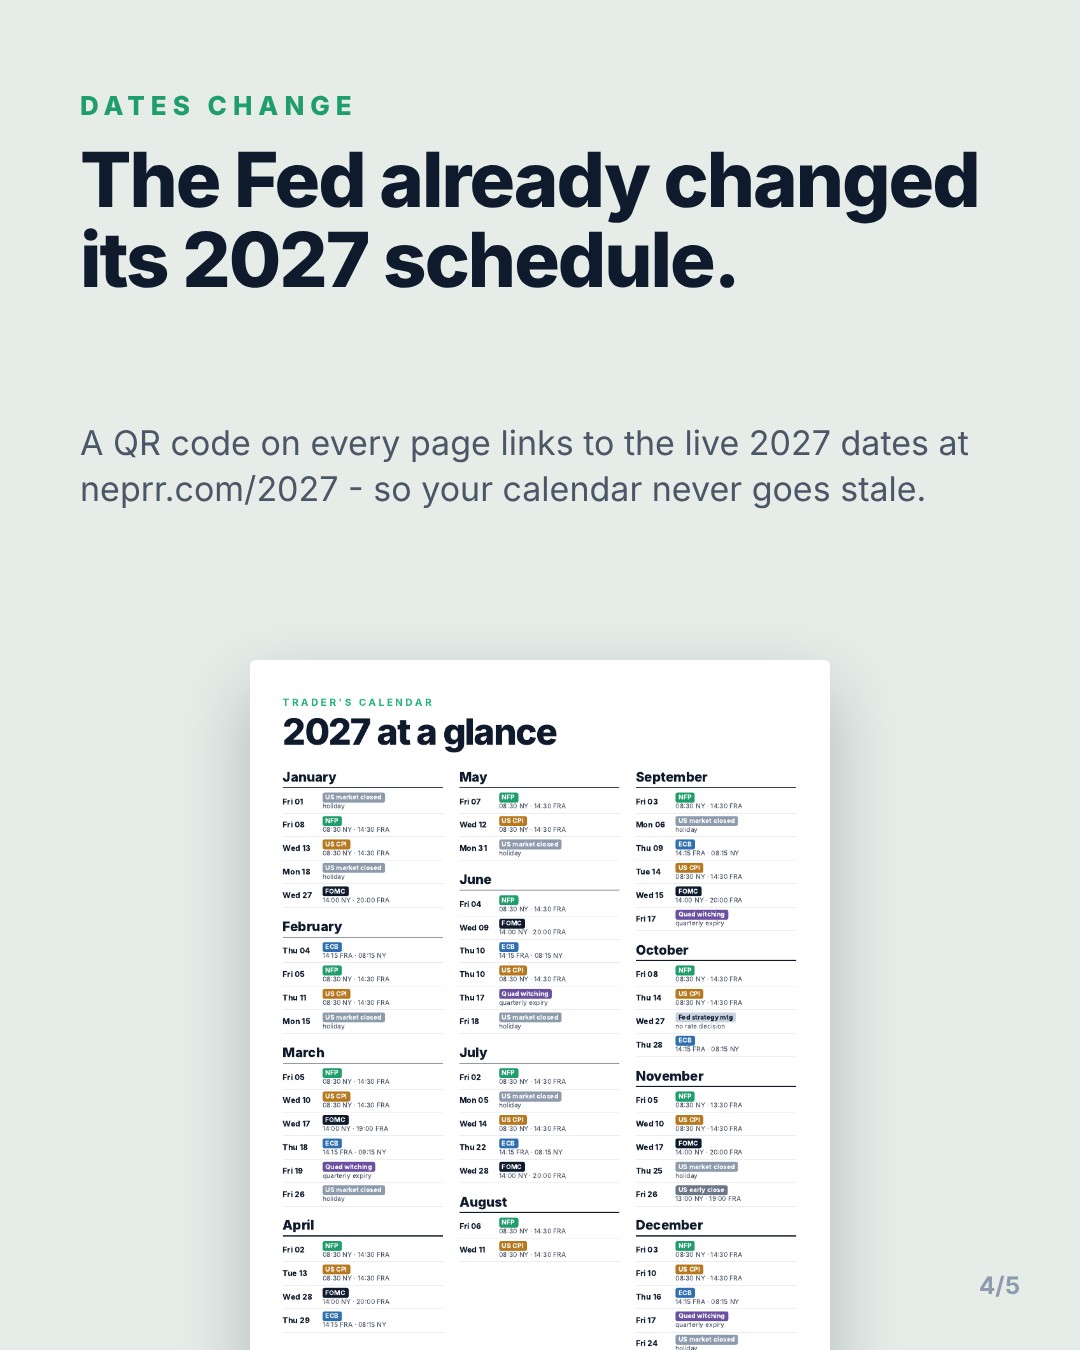 DATES CHANGE
The Fed already changed
its 2027 schedule.
A QR code on every page links to the live 2027 dates at
neprr.com/2027 - so your calendar never goes stale.
TRADER'S CALENDAR
2027 at a glance
January
Fri 01 US market closed
holiday
Fri 08 NFP
08:30 NY · 14:30 FRA
Wed 13 US CPI
08:30 NY · 14:30 FRA
Mon 18 US market closed
holiday
Wed 27 FOMC
14:00 NY · 20:00 FRA
February
Thu 04 ECB
14:15 FRA · 08:15 NY
Fri 05 NFP
08:30 NY · 14:30 FRA
Thu 11 US CPI
08:30 NY · 14:30 FRA
Mon 15 US market closed
holiday
March
Fri 05 NFP
08:30 NY · 14:30 FRA
Wed 10 US CPI
08:30 NY · 14:30 FRA
Wed 17 FOMC
14:00 NY · 19:00 FRA
Thu 18 ECB
14:15 FRA · 09:15 NY
Fri 19 Quad witching
quarterly expiry
Fri 26 US market closed
holiday
April
Fri 02 NFP
08:30 NY · 14:30 FRA
Tue 13 US CPI
08:30 NY · 14:30 FRA
Wed 28 FOMC
14:00 NY · 20:00 FRA
Thu 29 ECB
14:15 FRA · 08:15 NY
May
Fri 07 NFP
08:30 NY · 14:30 FRA
Wed 12 US CPI
08:30 NY · 14:30 FRA
Mon 31 US market closed
holiday
June
Fri 04 NFP
08:30 NY · 14:30 FRA
Wed 09 FOMC
14:00 NY · 20:00 FRA
Thu 10 ECB
14:15 FRA · 08:15 NY
Thu 10 US CPI
08:30 NY · 14:30 FRA
Thu 17 Quad witching
quarterly expiry
Fri 18 US market closed
holiday
July
Fri 02 NFP
08:30 NY · 14:30 FRA
Mon 05 US market closed
holiday
Wed 14 US CPI
08:30 NY · 14:30 FRA
Thu 22 ECB
14:15 FRA · 08:15 NY
Wed 28 FOMC
14:00 NY · 20:00 FRA
August
Fri 06 NFP
08:30 NY · 14:30 FRA
Wed 11 US CPI
08:30 NY · 14:30 FRA
September
Fri 03 NFP
08:30 NY · 14:30 FRA
Mon 06 US market closed
holiday
Thu 09 ECB
14:15 FRA · 08:15 NY
Tue 14 US CPI
08:30 NY · 14:30 FRA
Wed 15 FOMC
14:00 NY · 20:00 FRA
Fri 17 Quad witching
quarterly expiry
October
Fri 08 NFP
08:30 NY · 14:30 FRA
Thu 14 US CPI
08:30 NY · 14:30 FRA
Wed 27 Fed strategy mtg
no rate decision
Thu 28 ECB
14:15 FRA · 08:15 NY
November
Fri 05 NFP
08:30 NY · 13:30 FRA
Wed 10 US CPI
08:30 NY · 14:30 FRA
Wed 17 FOMC
14:00 NY · 20:00 FRA
Thu 25 US market closed
holiday
Fri 26 US early close
13:00 NY · 19:00 FRA
December
Fri 03 NFP
08:30 NY · 14:30 FRA
Fri 10 US CPI
08:30 NY · 14:30 FRA
Thu 16 ECB
14:15 FRA · 08:15 NY
Fri 17 Quad witching
quarterly expiry
Fri 24 US market closed
holiday
4/5